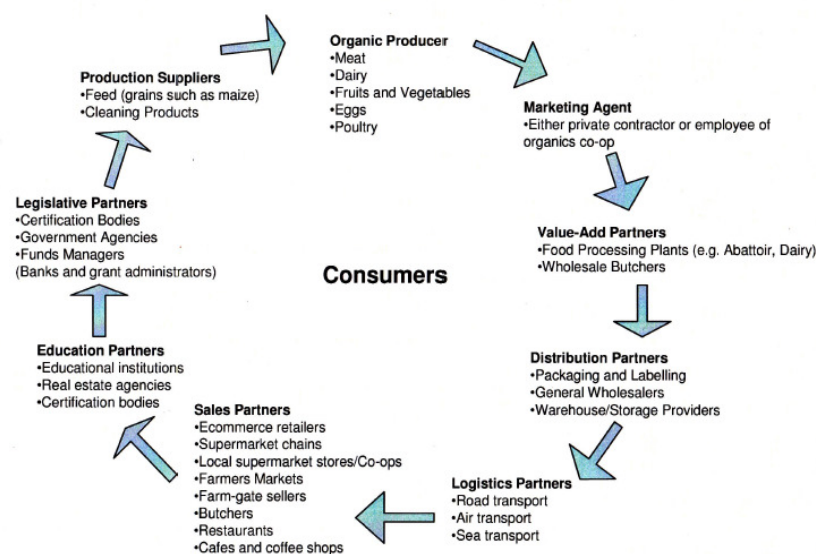 Organic Producer
•Meat
•Dairy
•Fruits and Vegetables
•Eggs
•Poultry
Marketing Agent
•Either private contractor or employee of
organics co-op
Value-Add Partners
•Food Processing Plants (e.g. Abattoir, Dairy)
•Wholesale Butchers
Distribution Partners
•Packaging and Labelling
•General Wholesalers
•Warehouse/Storage Providers
Logistics Partners
•Road transport
•Air transport
•Sea transport
Sales Partners
•Ecommerce retailers
•Supermarket chains
•Local supermarket stores/Co-ops
•Farmers Markets
•Farm-gate sellers
•Butchers
•Restaurants
•Cafes and coffee shops
Education Partners
•Educational institutions
•Real estate agencies
•Certification bodies
Legislative Partners
•Certification Bodies
•Government Agencies
•Funds Managers
(Banks and grant administrators)
Production Suppliers
•Feed (grains such as maize)
•Cleaning Products
Consumers